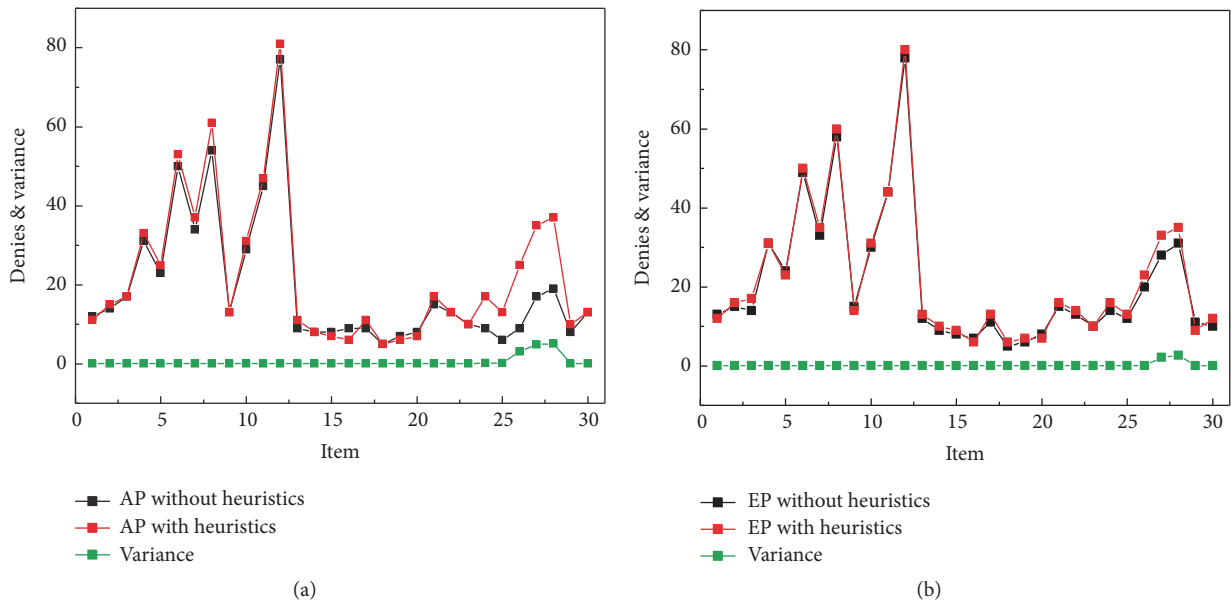 80
60
40
20
0
Denies & variance
0
5
10
15
20
25
30
Item
AP without heuristics
AP with heuristics
Variance
(a)
80
60
40
20
0
Denies & variance
0
5
10
15
20
25
30
Item
EP without heuristics
EP with heuristics
Variance
(b)